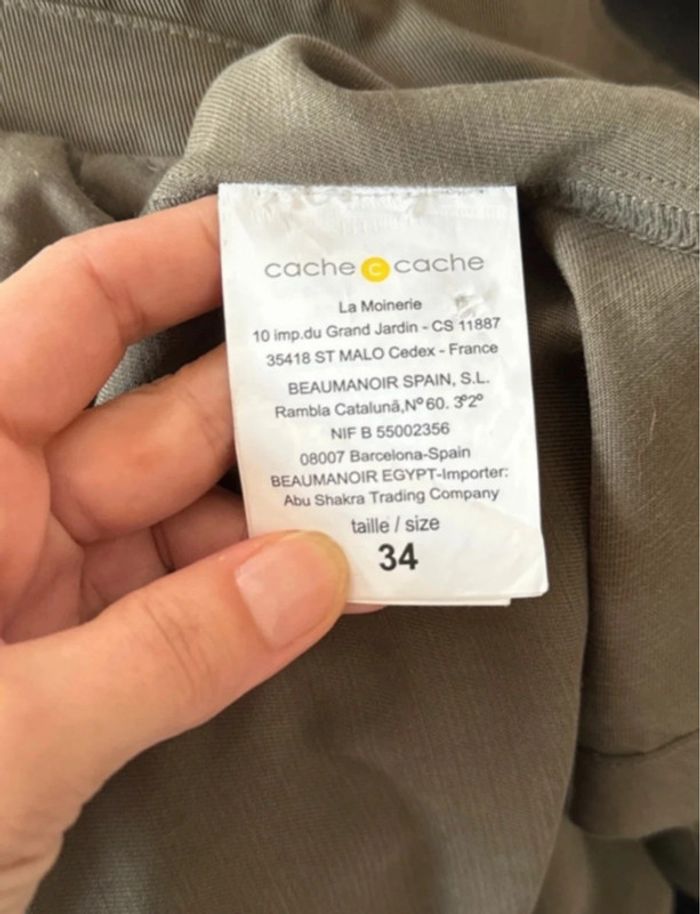 cache c cache
La Moinerie
10 imp.du Grand Jardin - CS 11887
35418 ST MALO Cedex - France
BEAUMANOIR SPAIN, S.L.
Rambla Catalunã,Nº60. 3º2º
NIF B 55002356
08007 Barcelona-Spain
BEAUMANOIR EGYPT-Importer:
Abu Shakra Trading Company
taille / size
34